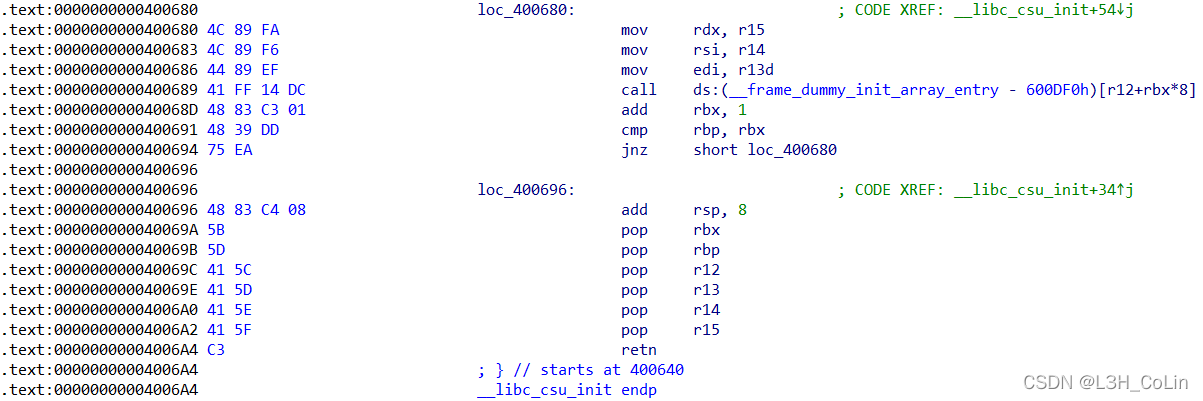 .text:0000000000400680 loc_400680: ; CODE XREF: __libc_csu_init+54↓j
.text:0000000000400680 4C 89 FA mov rdx, r15
.text:0000000000400683 4C 89 F6 mov rsi, r14
.text:0000000000400686 44 89 EF mov edi, r13d
.text:0000000000400689 41 FF 14 DC call ds:(__frame_dummy_init_array_entry - 600DF0h)[r12+rbx*8]
.text:000000000040068D 48 83 C3 01 add rbx, 1
.text:0000000000400691 48 39 DD cmp rbp, rbx
.text:0000000000400694 75 EA jnz short loc_400680
.text:0000000000400696
.text:0000000000400696 loc_400696: ; CODE XREF: __libc_csu_init+34↑j
.text:0000000000400696 48 83 C4 08 add rsp, 8
.text:000000000040069A 5B pop rbx
.text:000000000040069B 5D pop rbp
.text:000000000040069C 41 5C pop r12
.text:000000000040069E 41 5D pop r13
.text:00000000004006A0 41 5E pop r14
.text:00000000004006A2 41 5F pop r15
.text:00000000004006A4 C3 retn
.text:00000000004006A4 ; } // starts at 400640
.text:00000000004006A4 __libc_csu_init endp
CSDN @L3H_CoLin